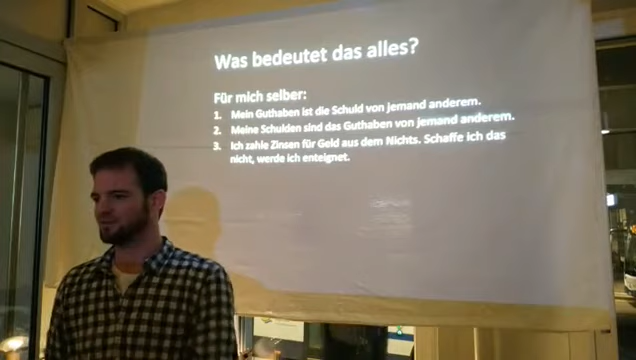 Was bedeutet das alles?
Für mich selber:
1. Mein Guthaben ist die Schuld von jemand anderem.
2. Meine Schulden sind das Guthaben von jemand anderem.
3. Ich zahle Zinsen für Geld aus dem Nichts. Schaffe ich das
nicht, werde ich enteignet.